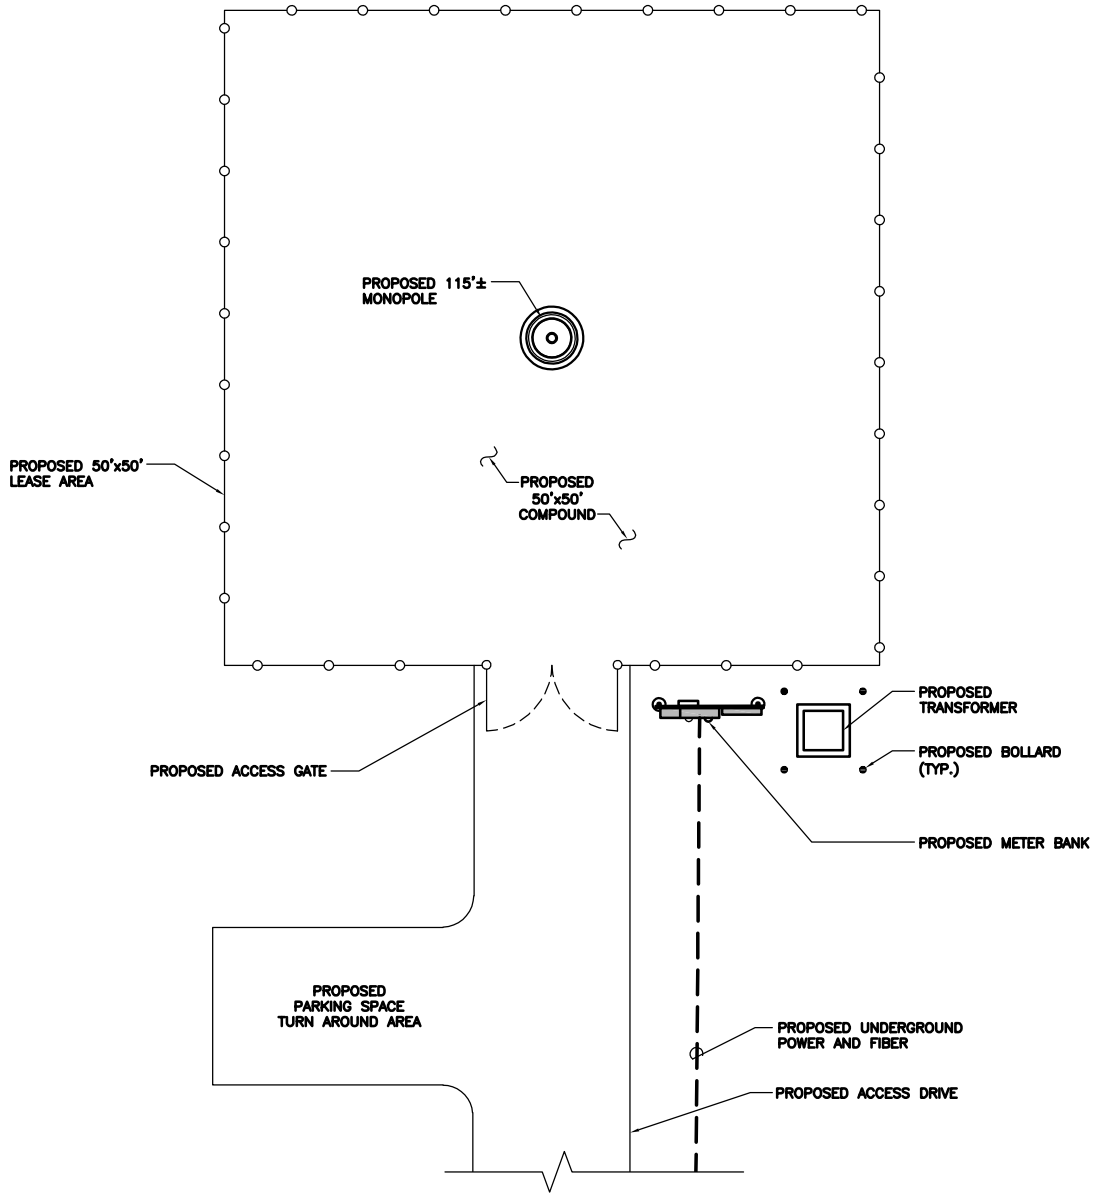 PROPOSED 115'±
MONOPOLE
PROPOSED 50'x50'
LEASE AREA
PROPOSED
50'x50'
COMPOUND
PROPOSED ACCESS GATE
PROPOSED
TRANSFORMER
PROPOSED BOLLARD
(TYP.)
PROPOSED METER BANK
PROPOSED
PARKING SPACE
TURN AROUND AREA
PROPOSED UNDERGROUND
POWER AND FIBER
PROPOSED ACCESS DRIVE